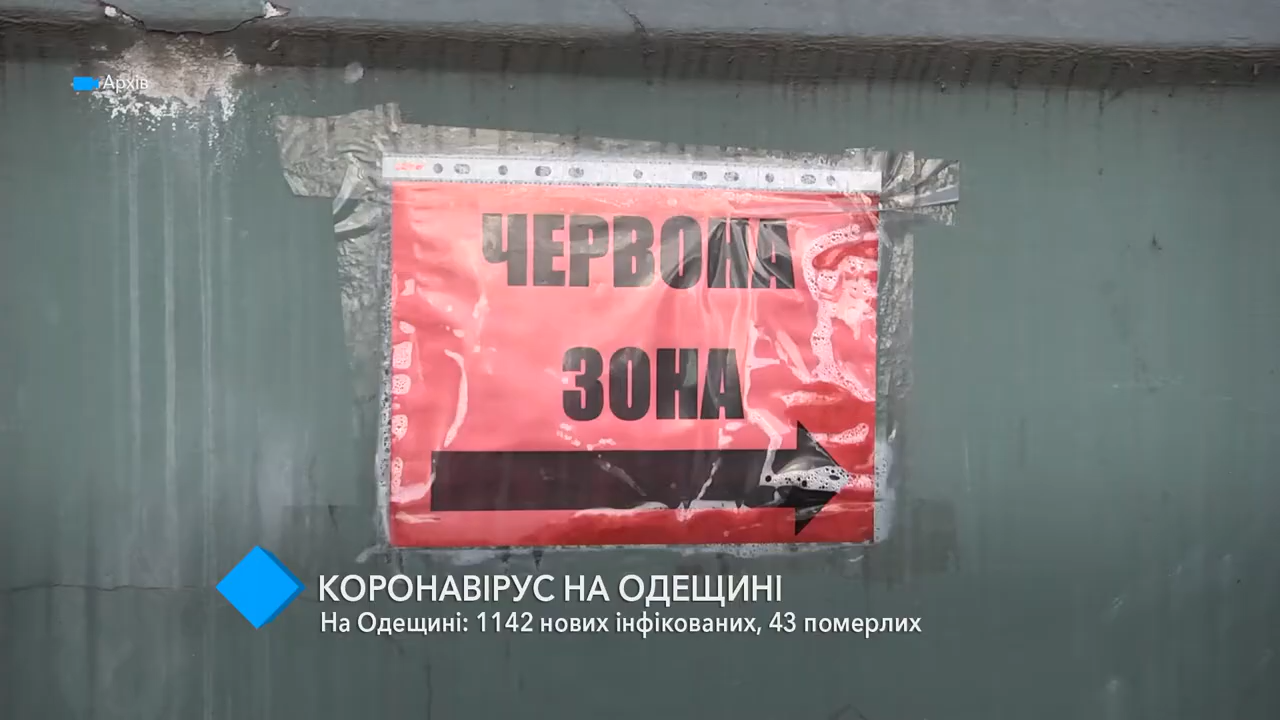 Архів
ЧЕРВОНА
ЗОНА
КОРОНАВІРУС НА ОДЕЩИНІ
На Одещині: 1142 нових інфікованих, 43 померлих